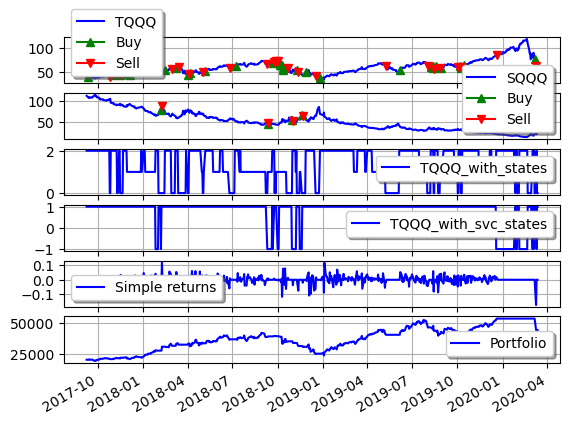 TQQQ
Buy
Sell
100
50
SQQQ
Buy
Sell
100
50
2
0
TQQQ_with_states
1
0
−1
TQQQ_with_svc_states
0.1
0.0
−0.1
Simple returns
50000
25000
Portfolio
2017-10
2018-01
2018-04
2018-07
2018-10
2019-01
2019-04
2019-07
2019-10
2020-01
2020-04